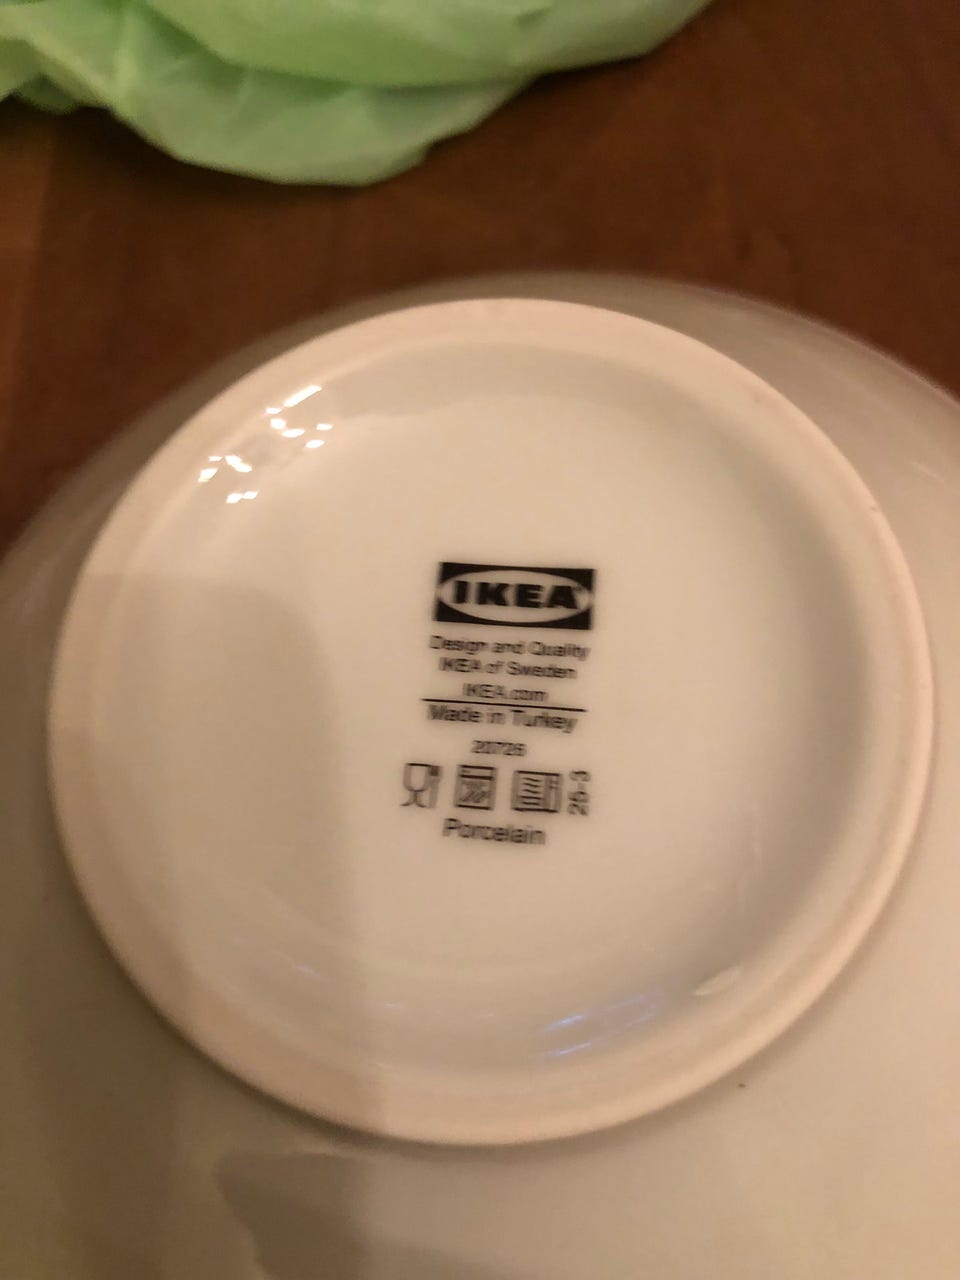 IKEA
Design and Quality
IKEA of Sweden
IKEA.com
Made in Turkey
20726
Porcelain